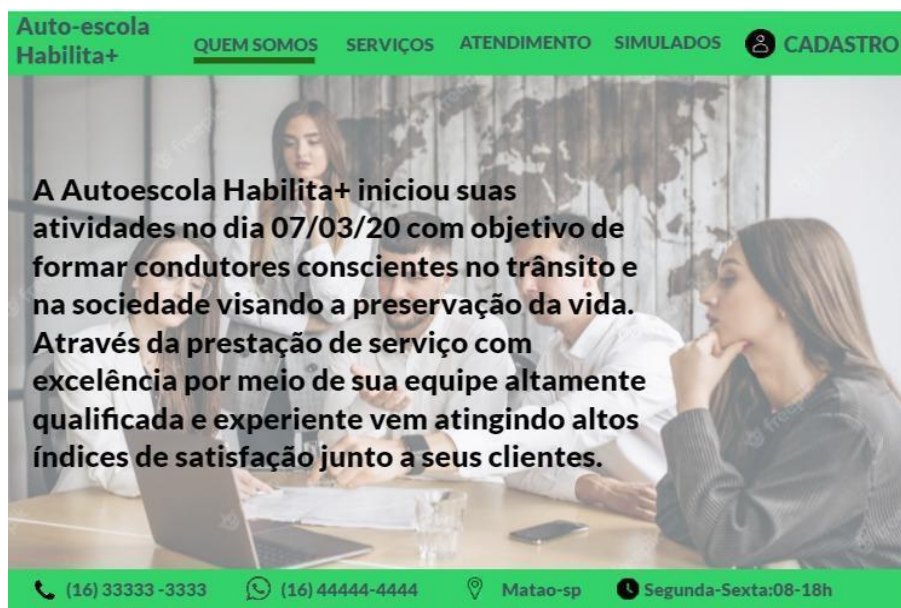 Auto-escola
Habilita+
QUEM SOMOS SERVIÇOS ATENDIMENTO SIMULADOS CADASTRO
A Autoescola Habilita+ iniciou suas
atividades no dia 07/03/20 com objetivo de
formar condutores conscientes no trânsito e
na sociedade visando a preservação da vida.
Através da prestação de serviço com
excelência por meio de sua equipe altamente
qualificada e experiente vem atingindo altos
índices de satisfação junto a seus clientes.
(16) 33333 -3333 (16) 44444-4444 Matao-sp Segunda-Sexta:08-18h